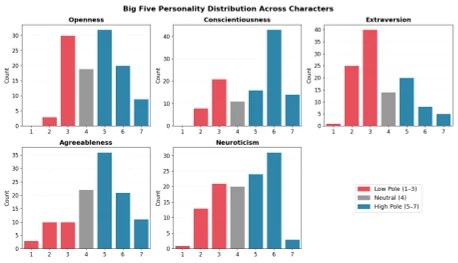 Big Five Personality Distribution Across Characters
Openness
Conscientiousness
Extraversion
Count
30
25
20
15
10
5
0
1 2 3 4 5 6 7
Count
40
30
20
10
0
1 2 3 4 5 6 7
Count
40
35
30
25
20
15
10
5
0
1 2 3 4 5 6 7
Agreeableness
Neuroticism
Count
35
30
25
20
15
10
5
0
1 2 3 4 5 6 7
Count
30
25
20
15
10
5
0
1 2 3 4 5 6 7
Low Pole (1–3)
Neutral (4)
High Pole (5–7)